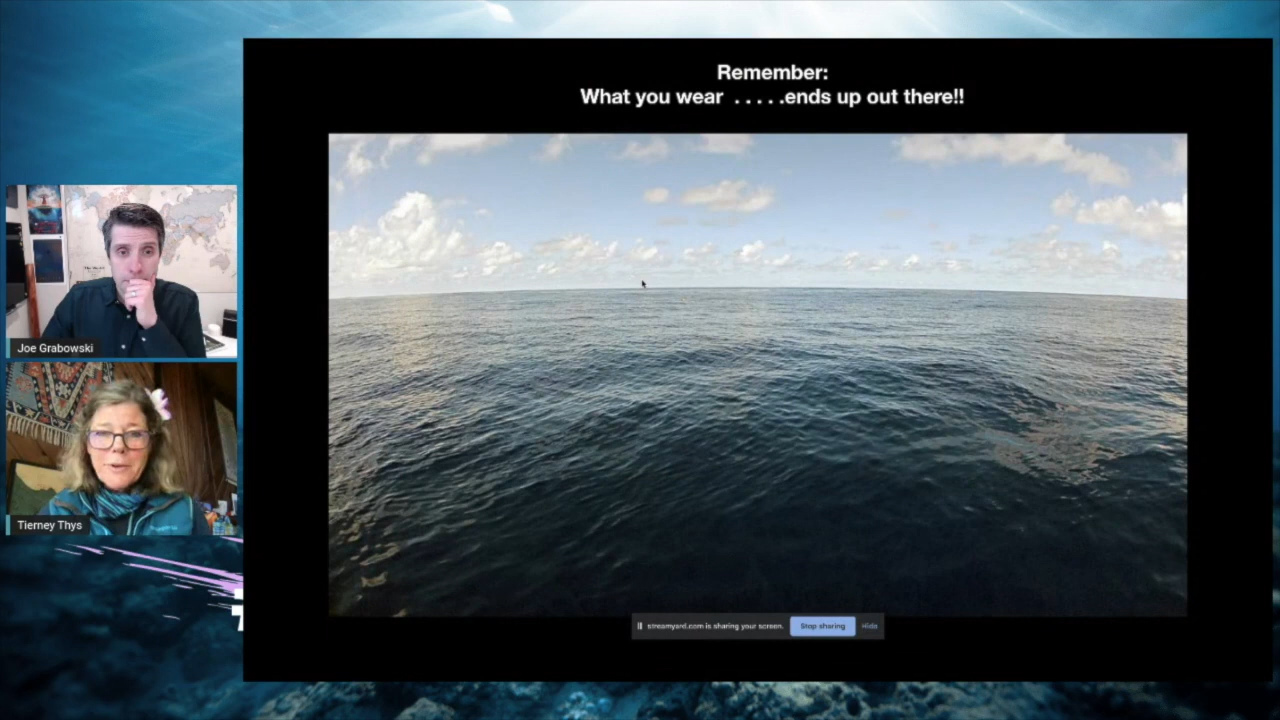 Remember:
What you wear . . . . .ends up out there!!
Joe Grabowski
Tierney Thys
streamyard.com is sharing your screen.
Stop sharing
Hide